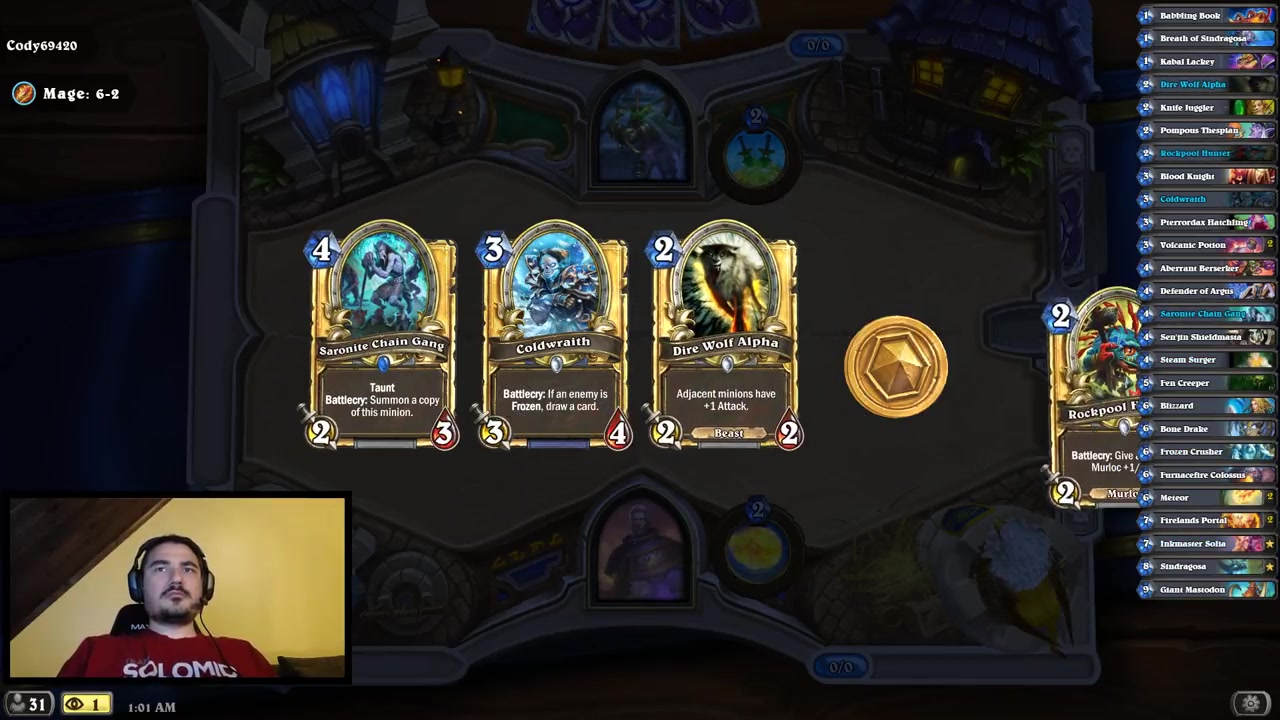 Cody69420
Mage: 6-2
0/0
2
4
Saronite Chain Gang
Taunt
Battlecry: Summon a copy
of this minion.
2
3
3
Coldwraith
Battlecry: If an enemy is
Frozen, draw a card.
3
4
2
Dire Wolf Alpha
Adjacent minions have
+1 Attack.
Beast
2
2
2
Rockpool
Battlecry: Give
Murloc +1/
2
2
0/0
1 Babbling Book
1 Breath of Sindragosa
1 Kabal Lackey
2 Dire Wolf Alpha
2 Knife Juggler
2 Pompous Thespian
2 Rockpool Hunter
3 Blood Knight
3 Coldwraith
3 Pterrordax Hatchling
3 Volcanic Potion 2
4 Aberrant Berserker
4 Defender of Argus
4 Saronite Chain Gang
4 Sen'jin Shieldmasta
4 Steam Surger
5 Fen Creeper
6 Blizzard
6 Bone Drake
6 Frozen Crusher
6 Furnacefire Colossus
6 Meteor 2
7 Firelands Portal 2
7 Inkmaster Solia
8 Sindragosa
9 Giant Mastodon
SOLOMID
31
1
1:01 AM